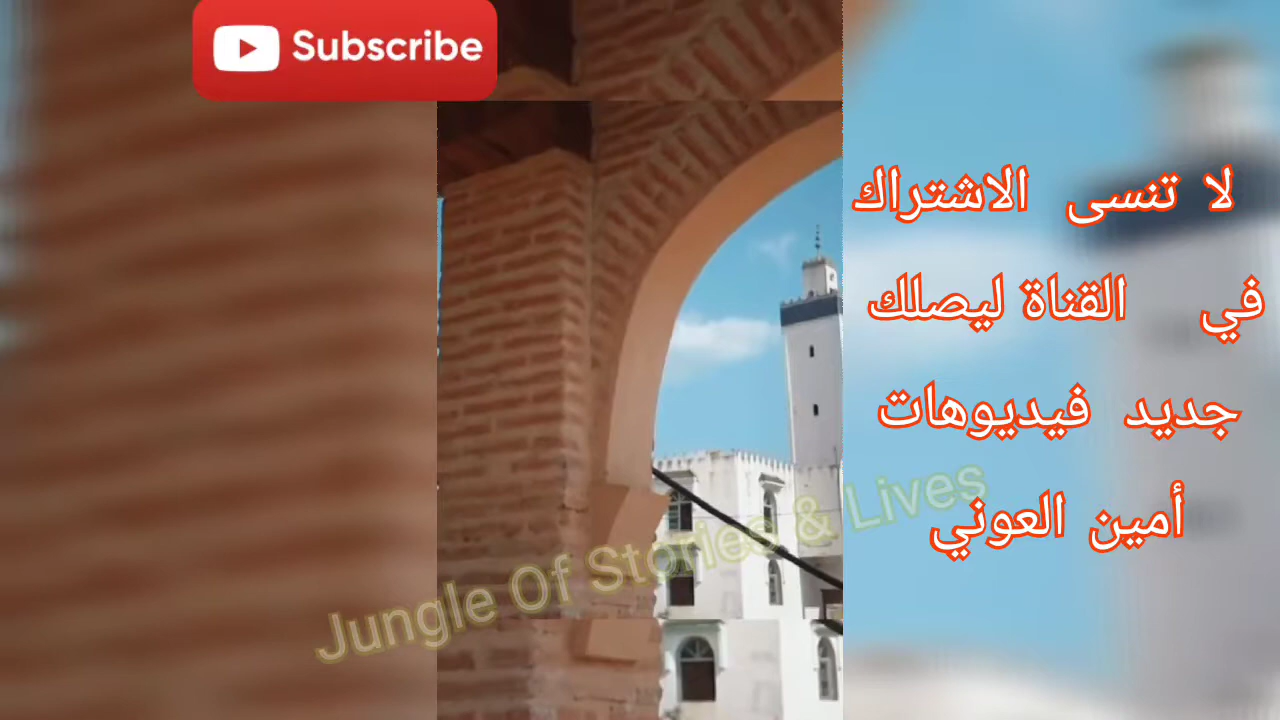 Subscribe
لا تنسى الاشتراك
في القناة ليصلك
جديد فيديوهات
أمين العوني
Jungle Of Stories & Lives